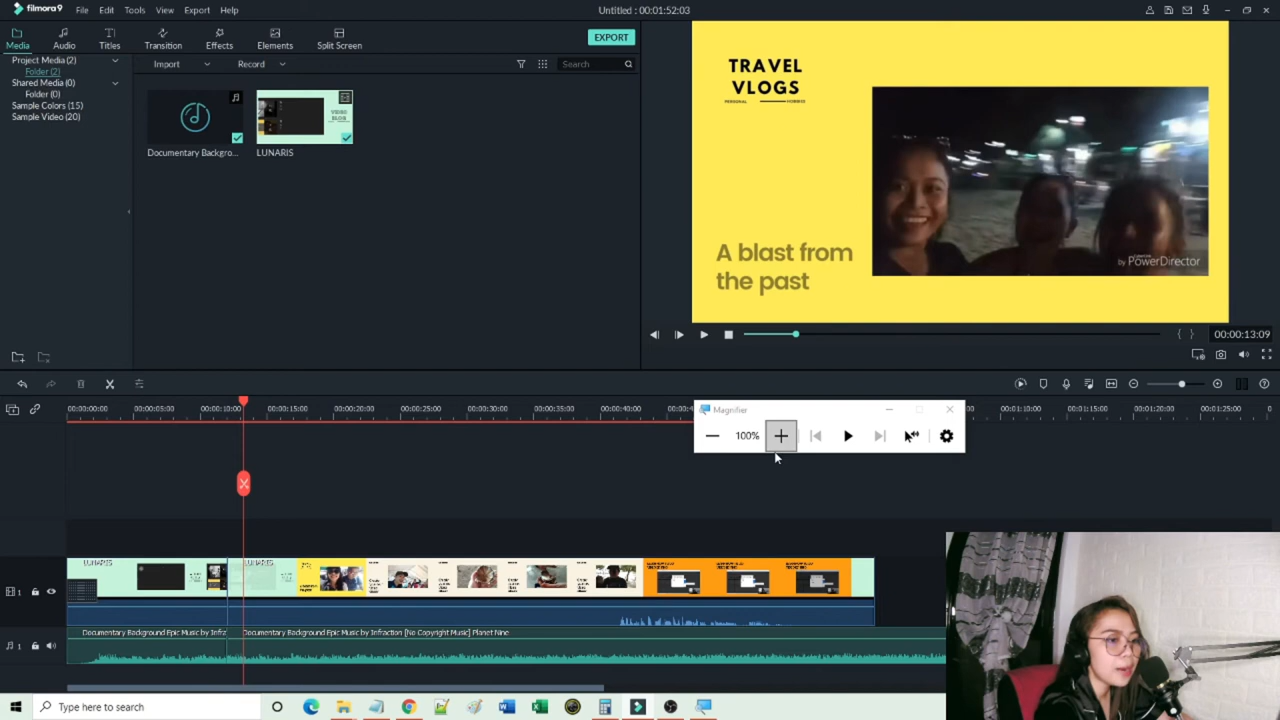 filmora9 File Edit Tools View Export Help Untitled : 00:01:52:03
Media Audio Titles Transition Effects Elements Split Screen EXPORT
Project Media (2)
Folder (2)
Shared Media (0)
Folder (0)
Sample Colors (15)
Sample Video (20)
Import Record Search
Documentary Backgro... LUNARIS
TRAVEL
VLOGS
PERSONAL
A blast from
the past
by PowerDirector
00:00:13:09
00:00:00:00 00:00:05:00 00:00:10:00 00:00:15:00 00:00:20:00 00:00:25:00 00:00:30:00 00:00:35:00 00:00:40:00 00:01:10:00 00:01:15:00 00:01:20:00 00:01:25:00
Magnifier
100%
LUNARIS LUNARIS
1
Documentary Background Epic Music by Infra Documentary Background Epic Music by Infraction [No Copyright Music] Planet Nine
1
Type here to search